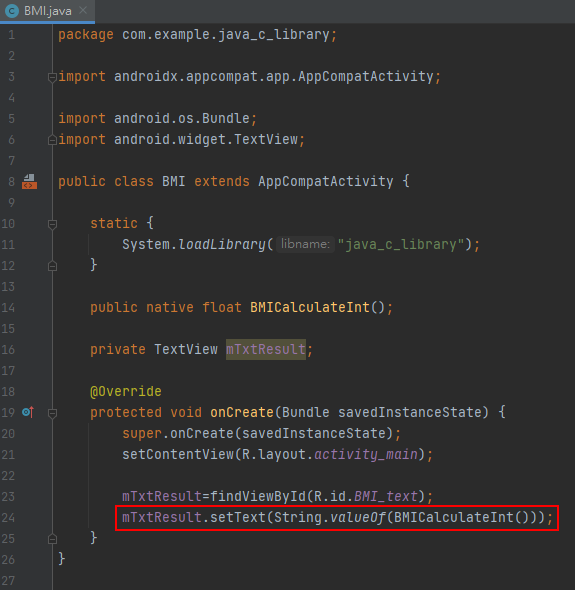 BMI.java
1 package com.example.java_c_library;
2
3 import androidx.appcompat.app.AppCompatActivity;
4
5 import android.os.Bundle;
6 import android.widget.TextView;
7
8 public class BMI extends AppCompatActivity {
9
10 static {
11 System.loadLibrary( libname: "java_c_library");
12 }
13
14 public native float BMICalculateInt();
15
16 private TextView mTxtResult;
17
18 @Override
19 protected void onCreate(Bundle savedInstanceState) {
20 super.onCreate(savedInstanceState);
21 setContentView(R.layout.activity_main);
22
23 mTxtResult=findViewById(R.id.BMI_text);
24 mTxtResult.setText(String.valueOf(BMICalculateInt()));
25 }
26 }
27